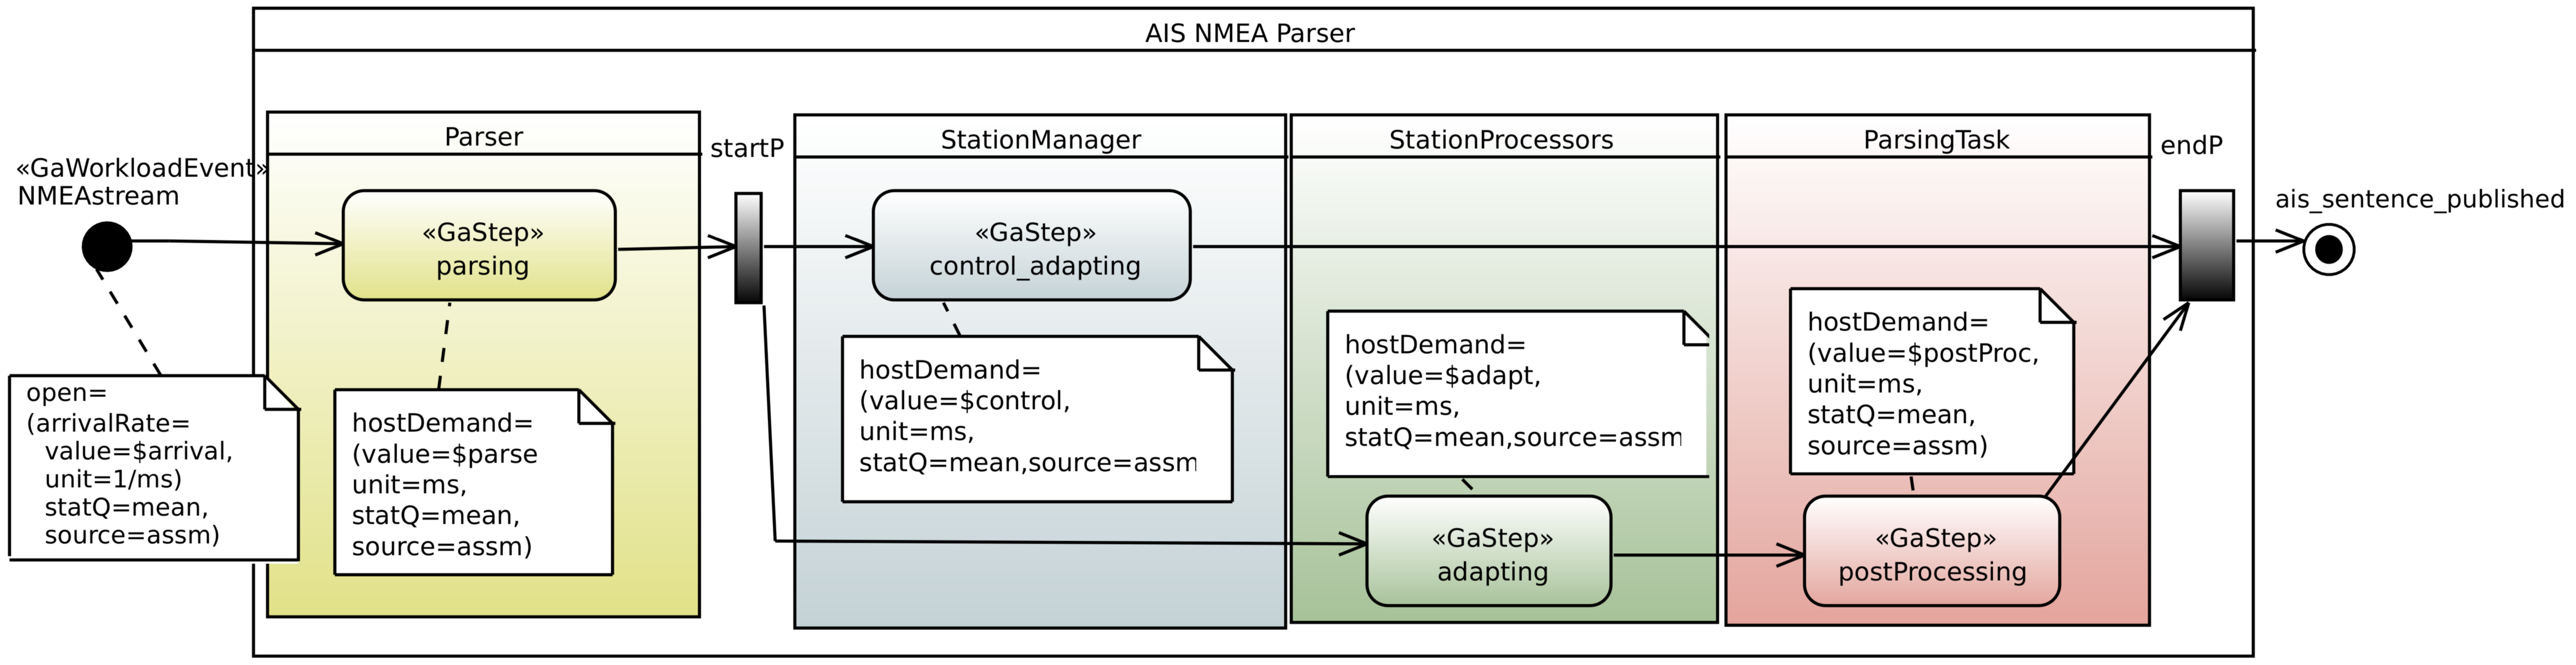 AIS NMEA Parser
«GaWorkloadEvent»
NMEAstream
open=
(arrivalRate=
value=$arrival,
unit=1/ms)
statQ=mean,
source=assm)
Parser
«GaStep»
parsing
hostDemand=
(value=$parse
unit=ms,
statQ=mean,
source=assm)
startP
StationManager
«GaStep»
control_adapting
hostDemand=
(value=$control,
unit=ms,
statQ=mean,source=assm
StationProcessors
hostDemand=
(value=$adapt,
unit=ms,
statQ=mean,source=assm
«GaStep»
adapting
ParsingTask
hostDemand=
(value=$postProc,
unit=ms,
statQ=mean,
source=assm)
«GaStep»
postProcessing
endP
ais_sentence_published